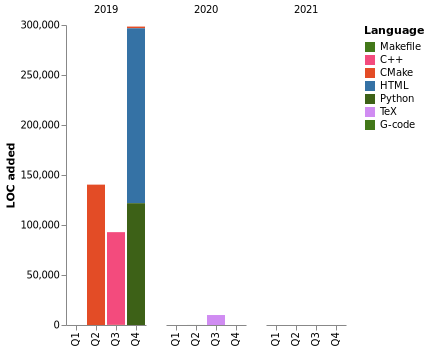 2019 2020 2021
300,000
250,000
200,000
150,000
100,000
50,000
0
LOC added
Q1 Q2 Q3 Q4 Q1 Q2 Q3 Q4 Q1 Q2 Q3 Q4
Language
Makefile
C++
CMake
HTML
Python
TeX
G-code